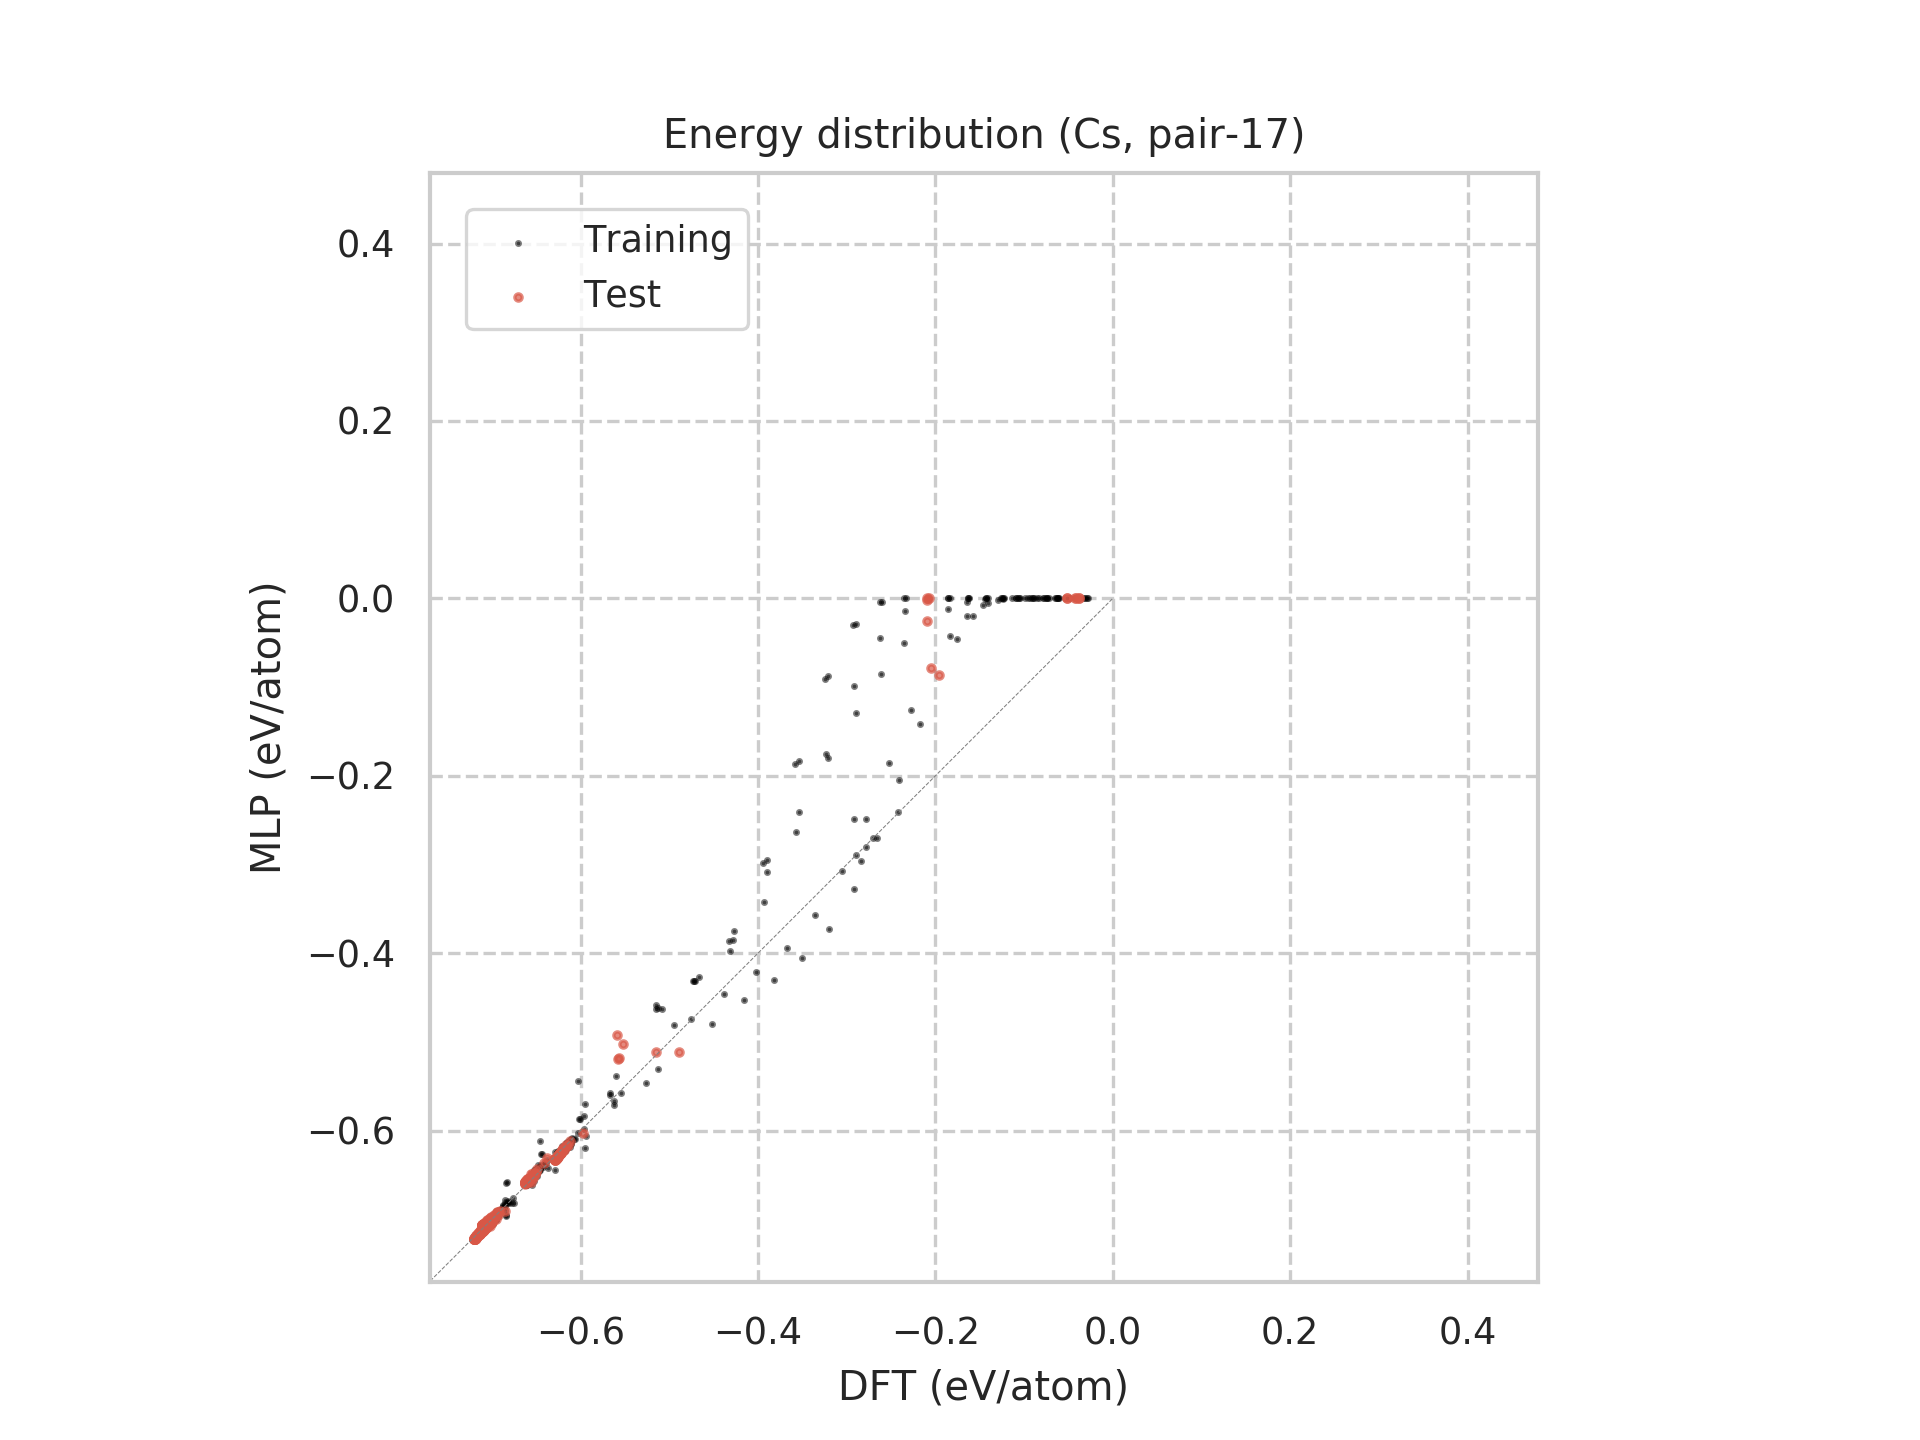 Energy distribution (Cs, pair-17)
Training
Test
0.4
0.2
0.0
−0.2
−0.4
−0.6
MLP (eV/atom)
−0.6
−0.4
−0.2
0.0
0.2
0.4
DFT (eV/atom)